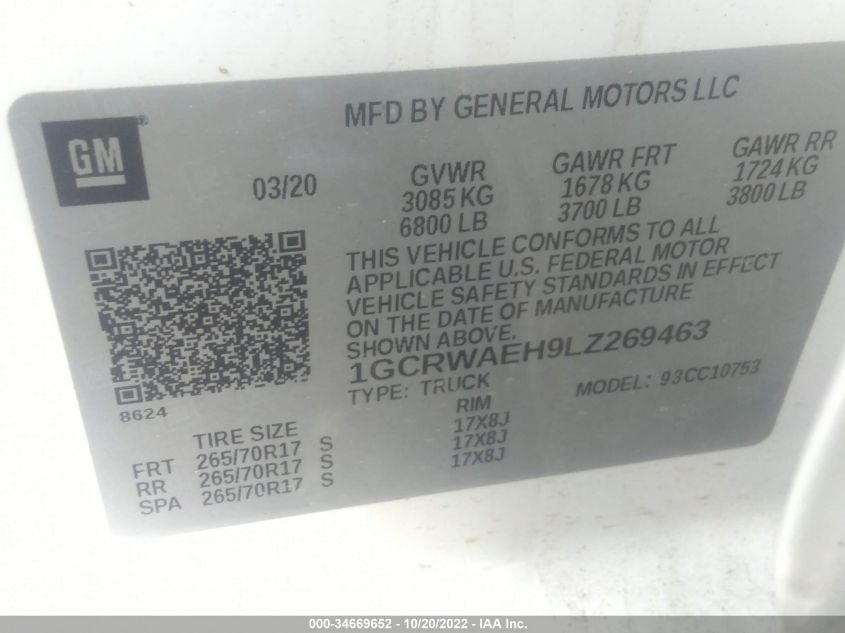 GM®
MFD BY GENERAL MOTORS LLC
03/20 GVWR GAWR FRT GAWR RR
3085 KG 1678 KG 1724 KG
6800 LB 3700 LB 3800 LB
THIS VEHICLE CONFORMS TO ALL
APPLICABLE U.S. FEDERAL MOTOR
VEHICLE SAFETY STANDARDS IN EFFECT
ON THE DATE OF MANUFACTURE
SHOWN ABOVE.
1GCRWAEH9LZ269463
TYPE: TRUCK MODEL: 93CC10753
8624
TIRE SIZE RIM
FRT 265/70R17 S 17X8J
RR 265/70R17 S 17X8J
SPA 265/70R17 S 17X8J
000-34669652 - 10/20/2022 - IAA Inc.